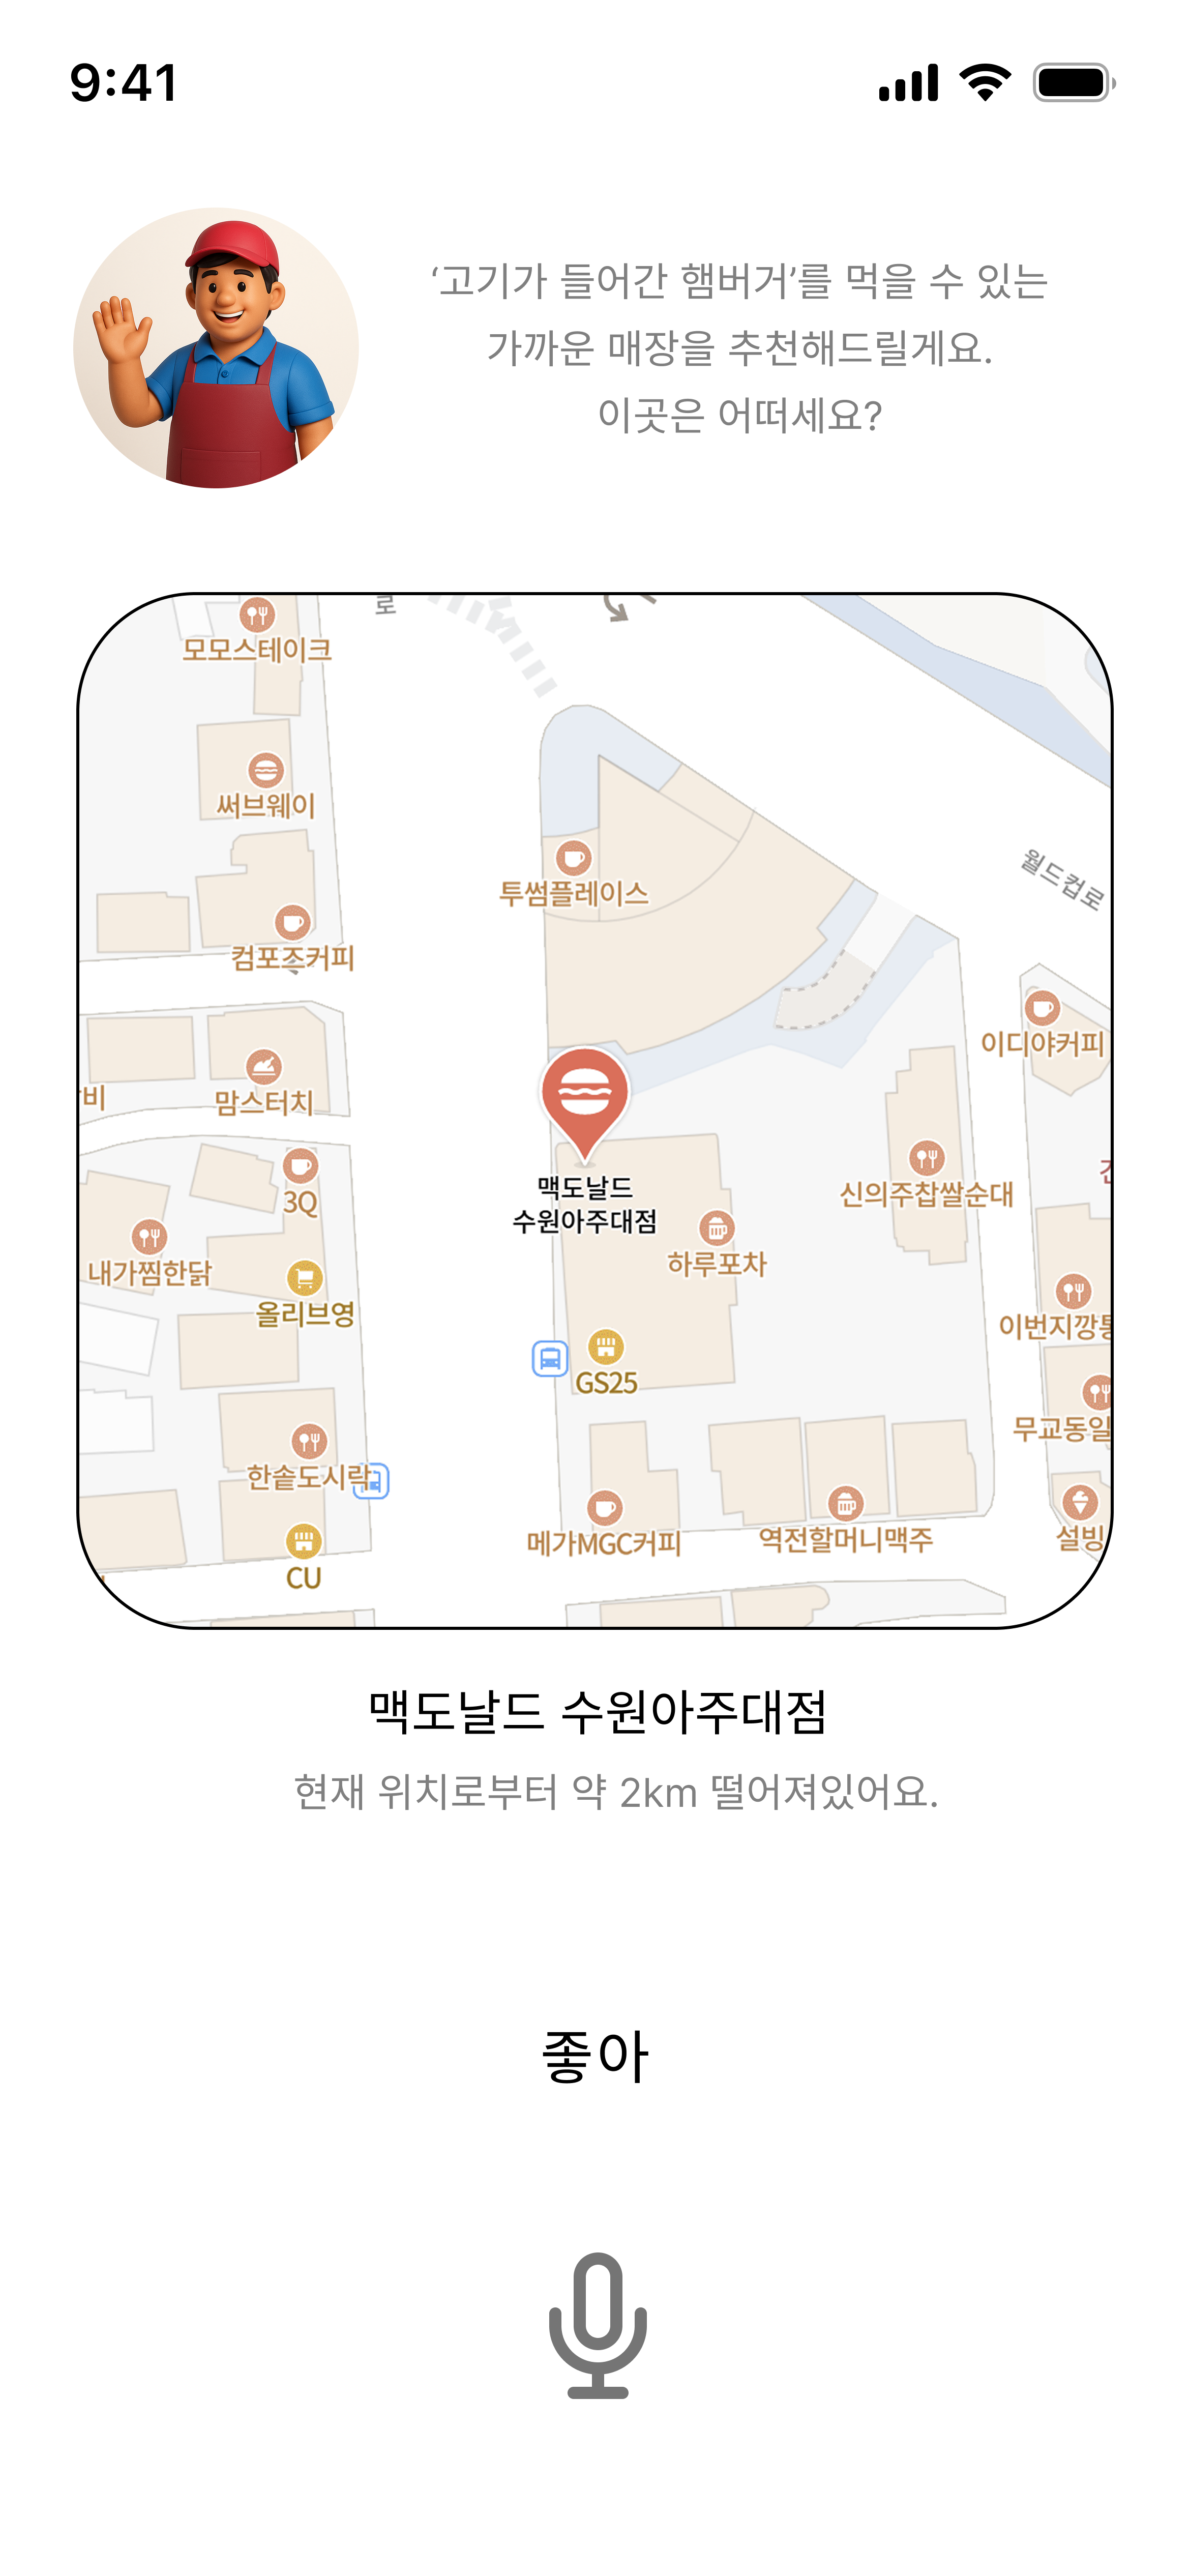 9:41
‘고기가 들어간 햄버거’를 먹을 수 있는
가까운 매장을 추천해드릴게요.
이곳은 어떠세요?
로
모모스테이크
써브웨이
투썸플레이스
월드컵로
컴포즈커피
이디야커피
맘스터치
비
맥도날드
수원아주대점
3Q
신의주찹쌀순대
하루포차
내가찜한닭
올리브영
이번지깡통
GS25
무교동일
한솥도시락
메가MGC커피
역전할머니맥주
설빙
CU
맥도날드 수원아주대점
현재 위치로부터 약 2km 떨어져있어요.
좋아